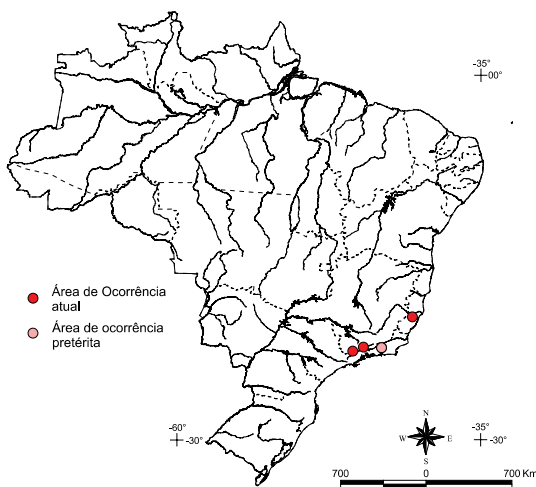 -35°
00°
Área de Ocorrência
atual
Área de ocorrência
pretérita
-60°
-30°
N
W E
S
-35°
-30°
700 0 700 Km